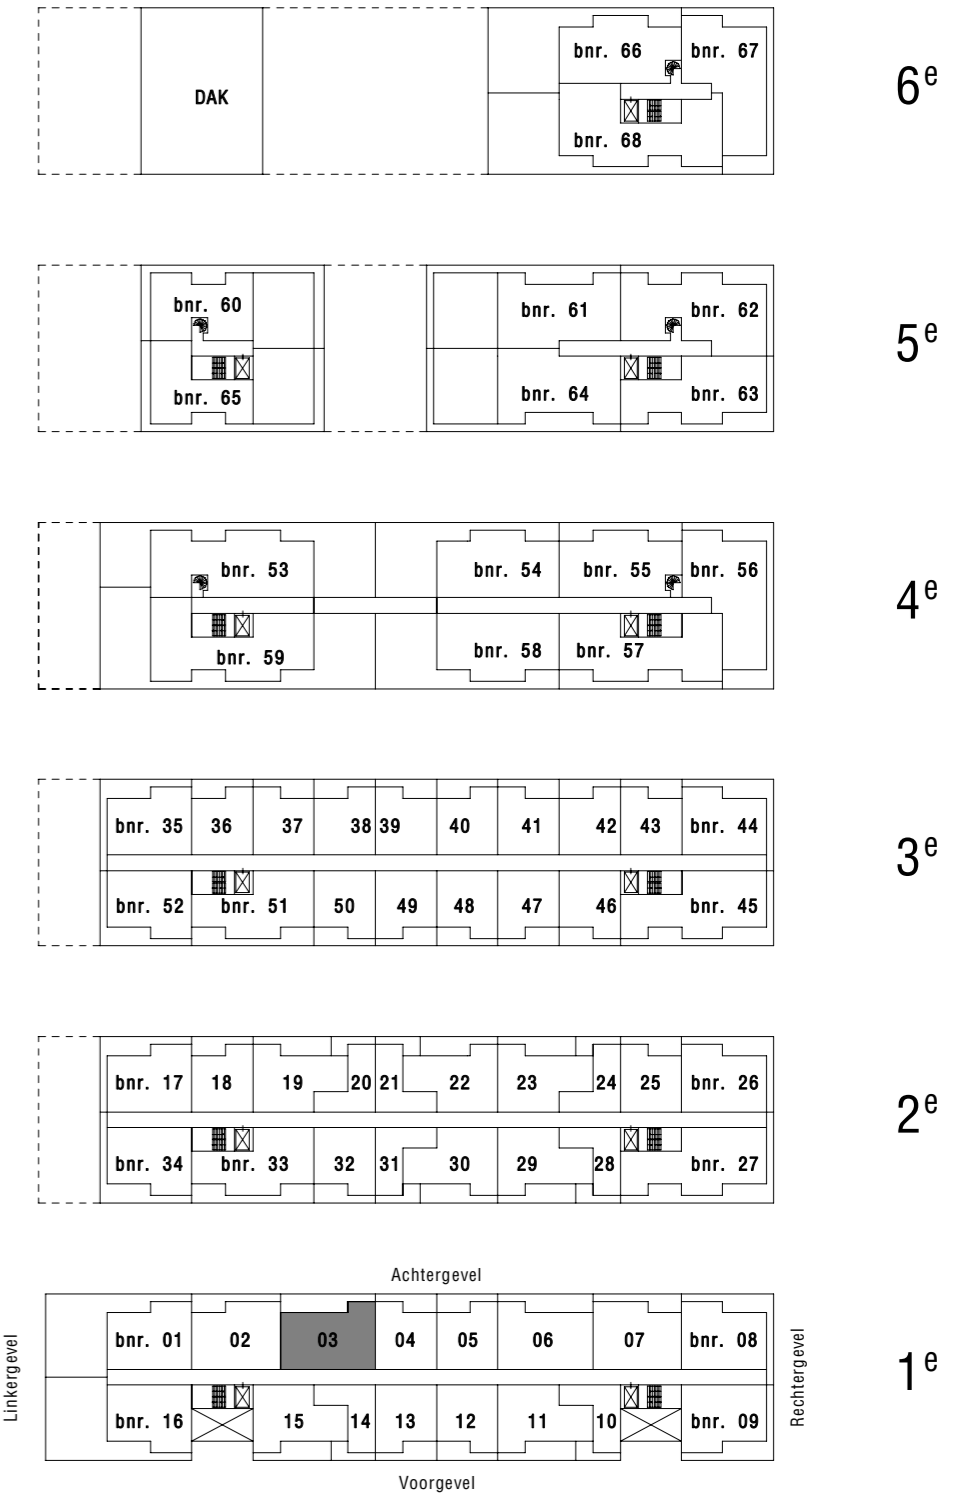 bnr. 66 bnr. 67
DAK
6e
bnr. 68
bnr. 60 bnr. 61 bnr. 62
5e
bnr. 65 bnr. 64 bnr. 63
bnr. 53 bnr. 54 bnr. 55 bnr. 56
4e
bnr. 59 bnr. 58 bnr. 57
bnr. 35 36 37 38 39 40 41 42 43 bnr. 44
3e
bnr. 52 bnr. 51 50 49 48 47 46 bnr. 45
bnr. 17 18 19 20 21 22 23 24 25 bnr. 26
2e
bnr. 34 bnr. 33 32 31 30 29 28 bnr. 27
Achtergevel
bnr. 01 02 03 04 05 06 07 bnr. 08
Linkergevel
Rechtergevel
1e
bnr. 16 15 14 13 12 11 10 bnr. 09
Voorgevel